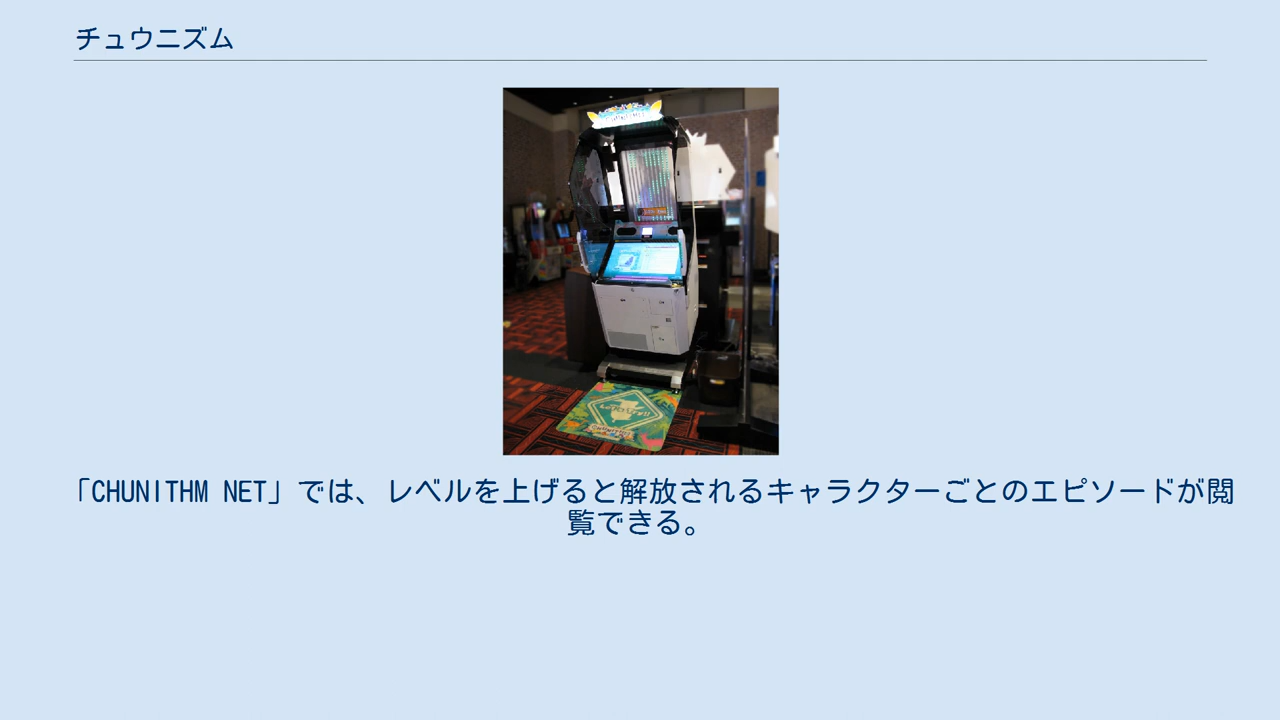 チュウニズム
「CHUNITHM NET」では、レベルを上げると解放されるキャラクターごとのエピソードが閲
覧できる。